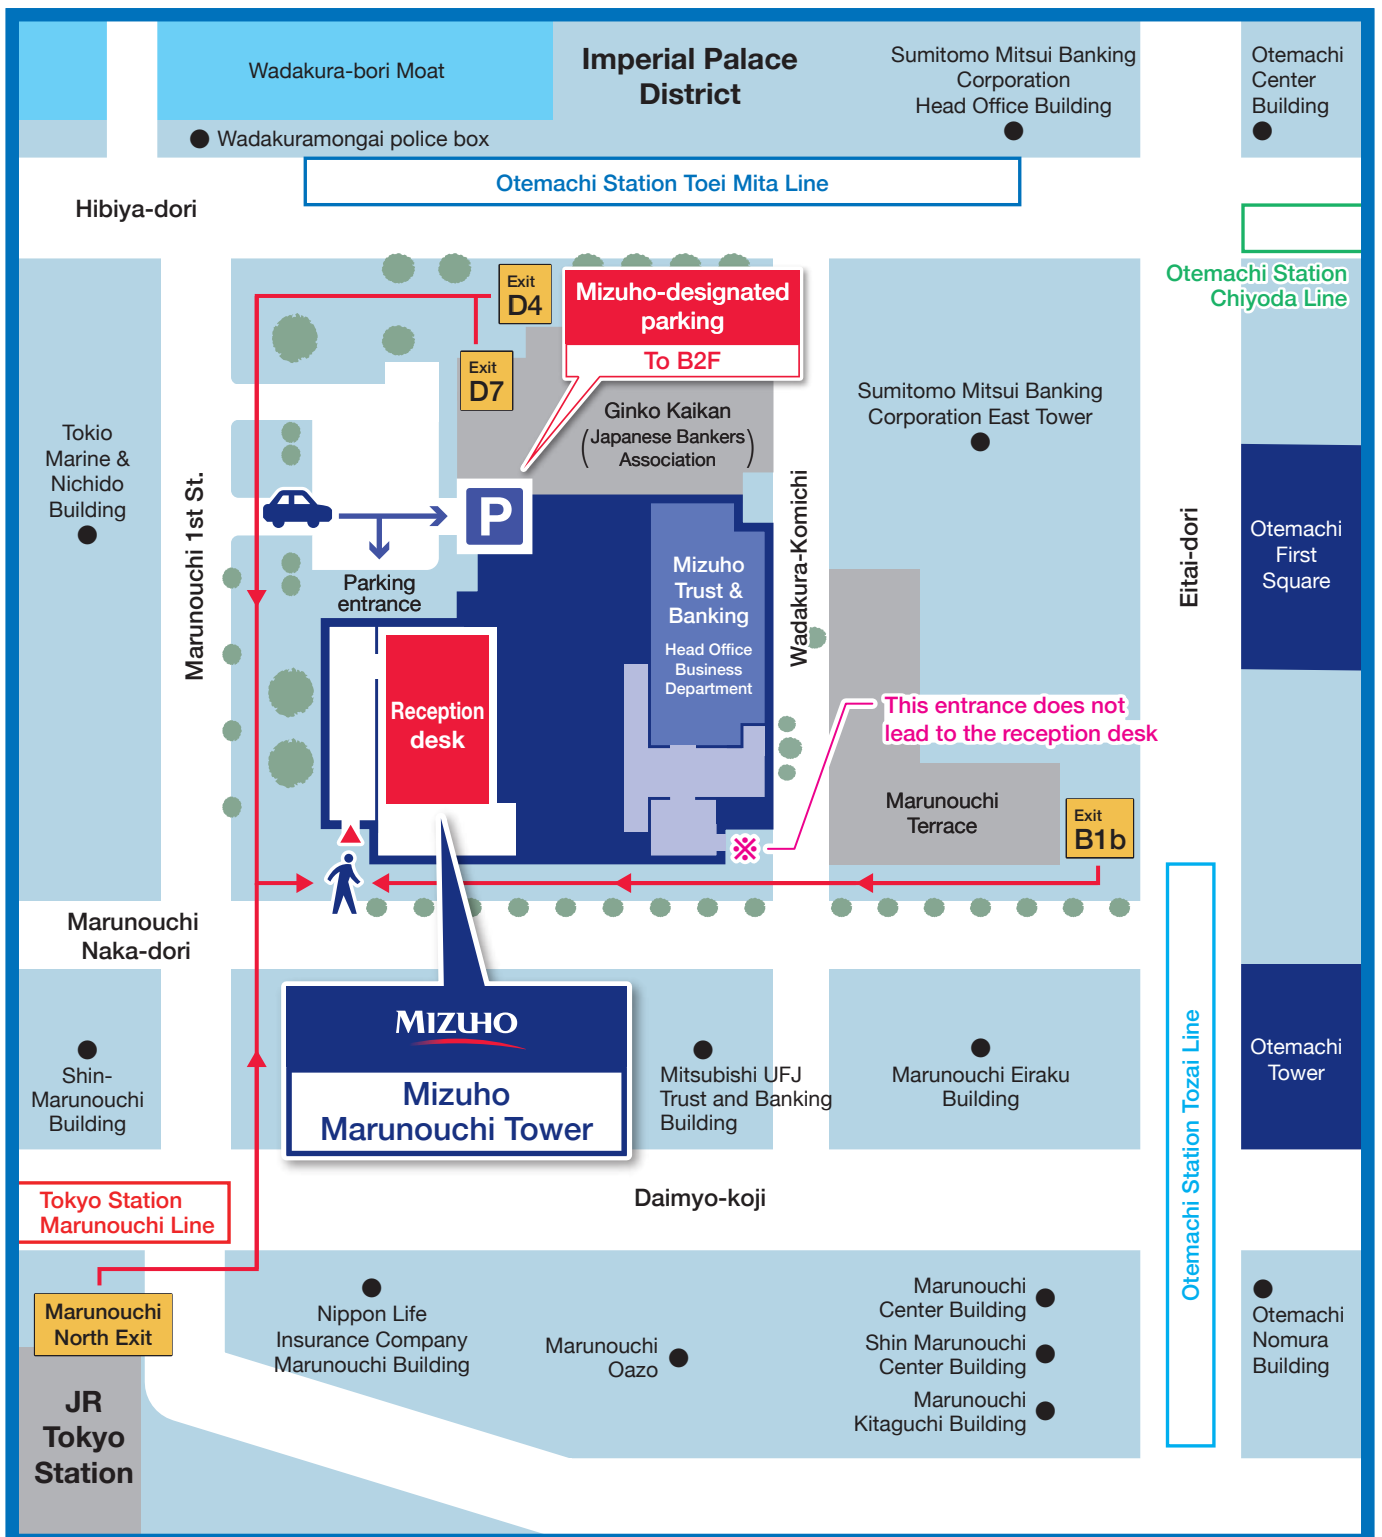 Wadakura-bori Moat
Imperial Palace
District
Sumitomo Mitsui Banking
Corporation
Head Office Building
Otemachi
Center
Building
Wadakuramongai police box
Otemachi Station Toei Mita Line
Hibiya-dori
Otemachi Station
Chiyoda Line
Exit
D4
Mizuho-designated
parking
To B2F
Exit
D7
Ginko Kaikan
(Japanese Bankers
Association)
Sumitomo Mitsui Banking
Corporation East Tower
Tokio
Marine &
Nichido
Building
Marunouchi 1st St.
P
Parking
entrance
Mizuho
Trust &
Banking
Head Office
Business
Department
Wadakura-Komichi
Eitai-dori
Otemachi
First
Square
Reception
desk
This entrance does not
lead to the reception desk
※
Marunouchi
Terrace
Exit
B1b
Marunouchi
Naka-dori
MIZUHO
Mizuho
Marunouchi Tower
Shin-
Marunouchi
Building
Mitsubishi UFJ
Trust and Banking
Building
Marunouchi Eiraku
Building
Otemachi Station Tozai Line
Otemachi
Tower
Tokyo Station
Marunouchi Line
Daimyo-koji
Marunouchi
North Exit
JR
Tokyo
Station
Nippon Life
Insurance Company
Marunouchi Building
Marunouchi
Oazo
Marunouchi
Center Building
Shin Marunouchi
Center Building
Marunouchi
Kitaguchi Building
Otemachi
Nomura
Building